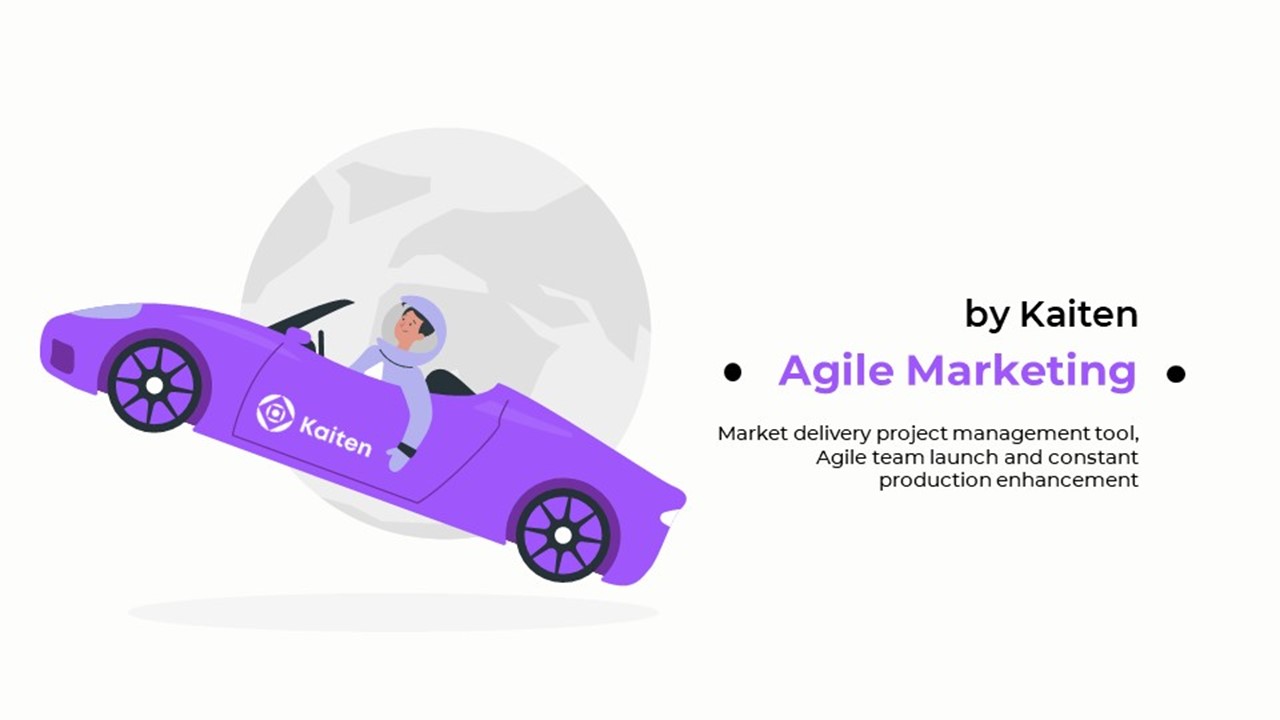 by Kaiten
Agile Marketing
Market delivery project management tool,
Agile team launch and constant
production enhancement
Kaiten